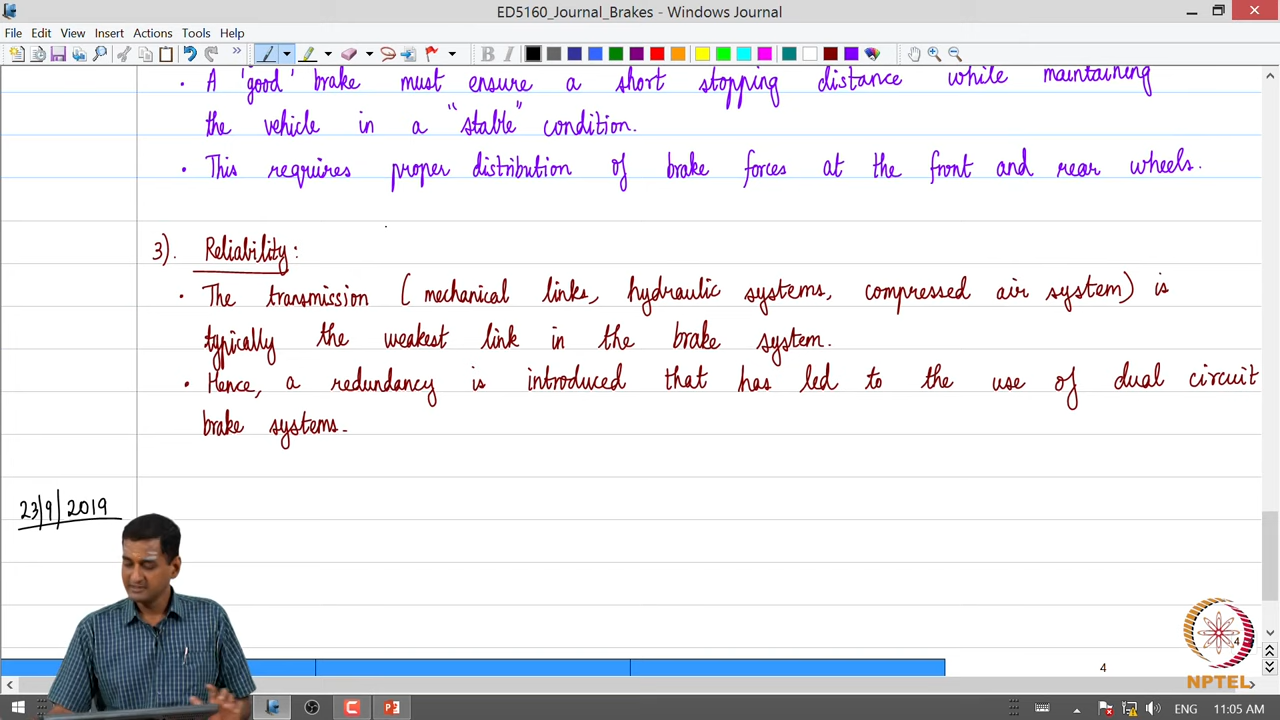 ED5160_Journal_Brakes - Windows Journal
File Edit View Insert Actions Tools Help
• A 'good' brake must ensure a short stopping distance while maintaining
the vehicle in a "stable" condition.
• This requires proper distribution of brake forces at the front and rear wheels.
3). Reliability:
• The transmission (mechanical links, hydraulic systems, compressed air system) is
typically the weakest link in the brake system.
• Hence, a redundancy is introduced that has led to the use of dual circuit
brake systems.
23/9/2019
4
4
NPTEL
ENG 11:05 AM